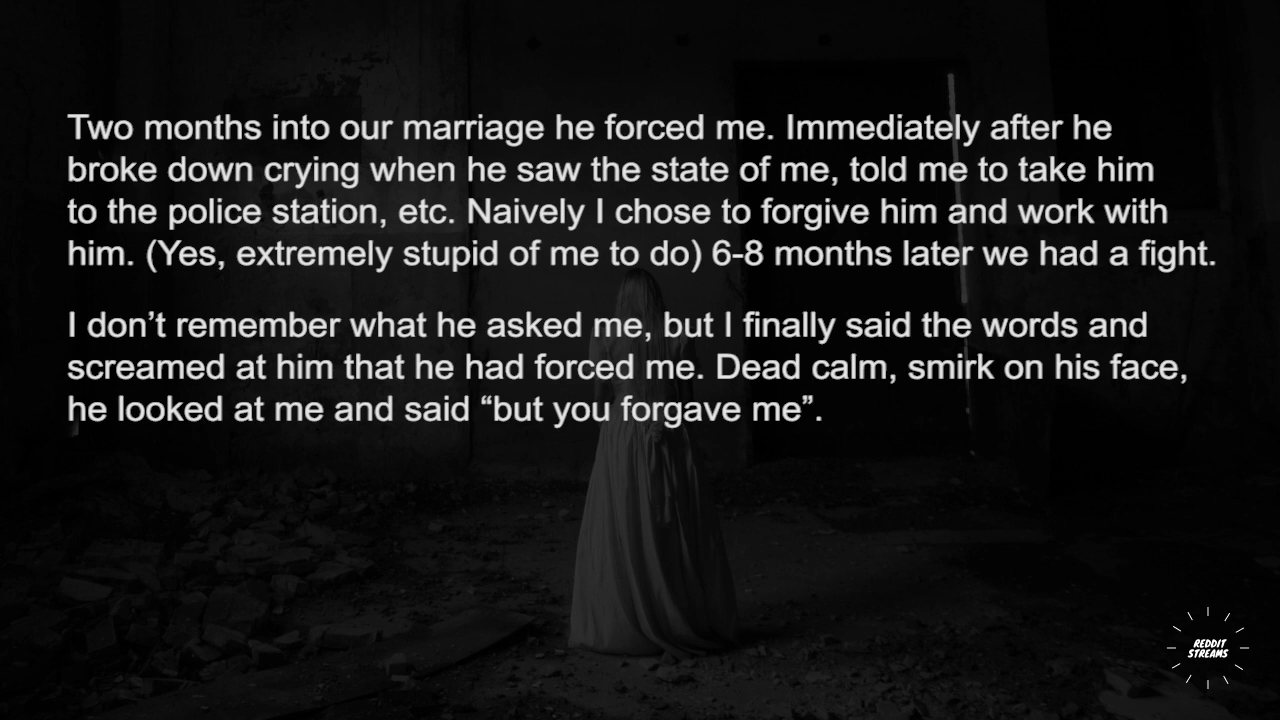 Two months into our marriage he forced me. Immediately after he
broke down crying when he saw the state of me, told me to take him
to the police station, etc. Naively I chose to forgive him and work with
him. (Yes, extremely stupid of me to do) 6-8 months later we had a fight.
I don’t remember what he asked me, but I finally said the words and
screamed at him that he had forced me. Dead calm, smirk on his face,
he looked at me and said “but you forgave me”.
REDDIT
STREAMS